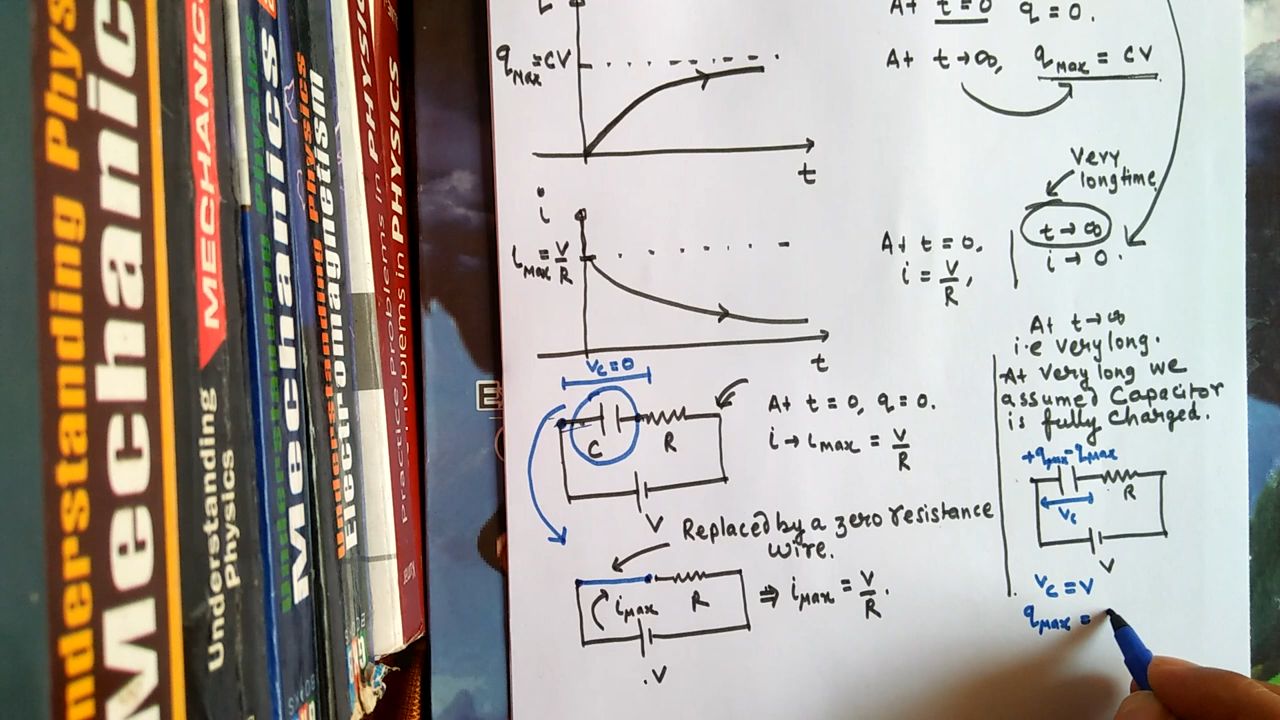 Understanding Physics
Mechanics
MECHANICS
Understanding
Physics
Understanding Physics
Mechanics
Understanding Physics
Electromagnetism
Practice Problems in PHYSICS
Problems in PHYSICS
qMax = CV
t
At t=0 q=0.
At t→∞, qMax = CV
Very
longtime
t→∞
i→0.
i
iMax = V/R
t
At t=0,
i = V/R,
Vc=0
C
R
V
At t=0, q=0.
i→iMax = V/R
At t→∞
i.e very long.
At very long we
assumed Capacitor
is fully charged.
+qMax -qMax
R
Vc
V
Vc=V
qMax =
Replaced by a zero resistance
wire.
iMax
R
⇒ iMax = V/R.
.V